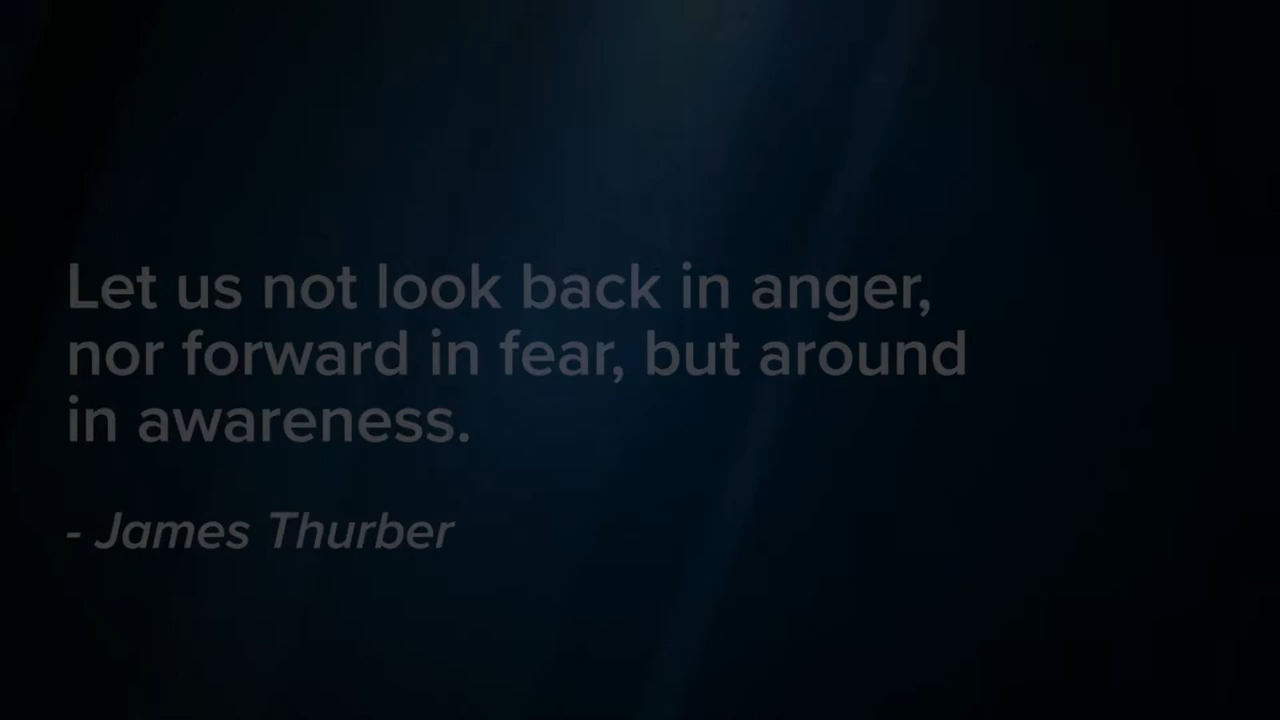 Let us not look back in anger,
nor forward in fear, but around
in awareness.
- James Thurber